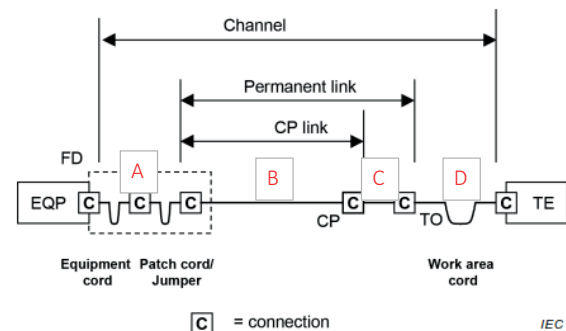 Channel
Permanent link
CP link
FD
A
B
C
D
EQP
C
C
C
C
C
C
TE
CP
TO
Equipment
cord
Patch cord/
Jumper
Work area
cord
C = connection
IEC